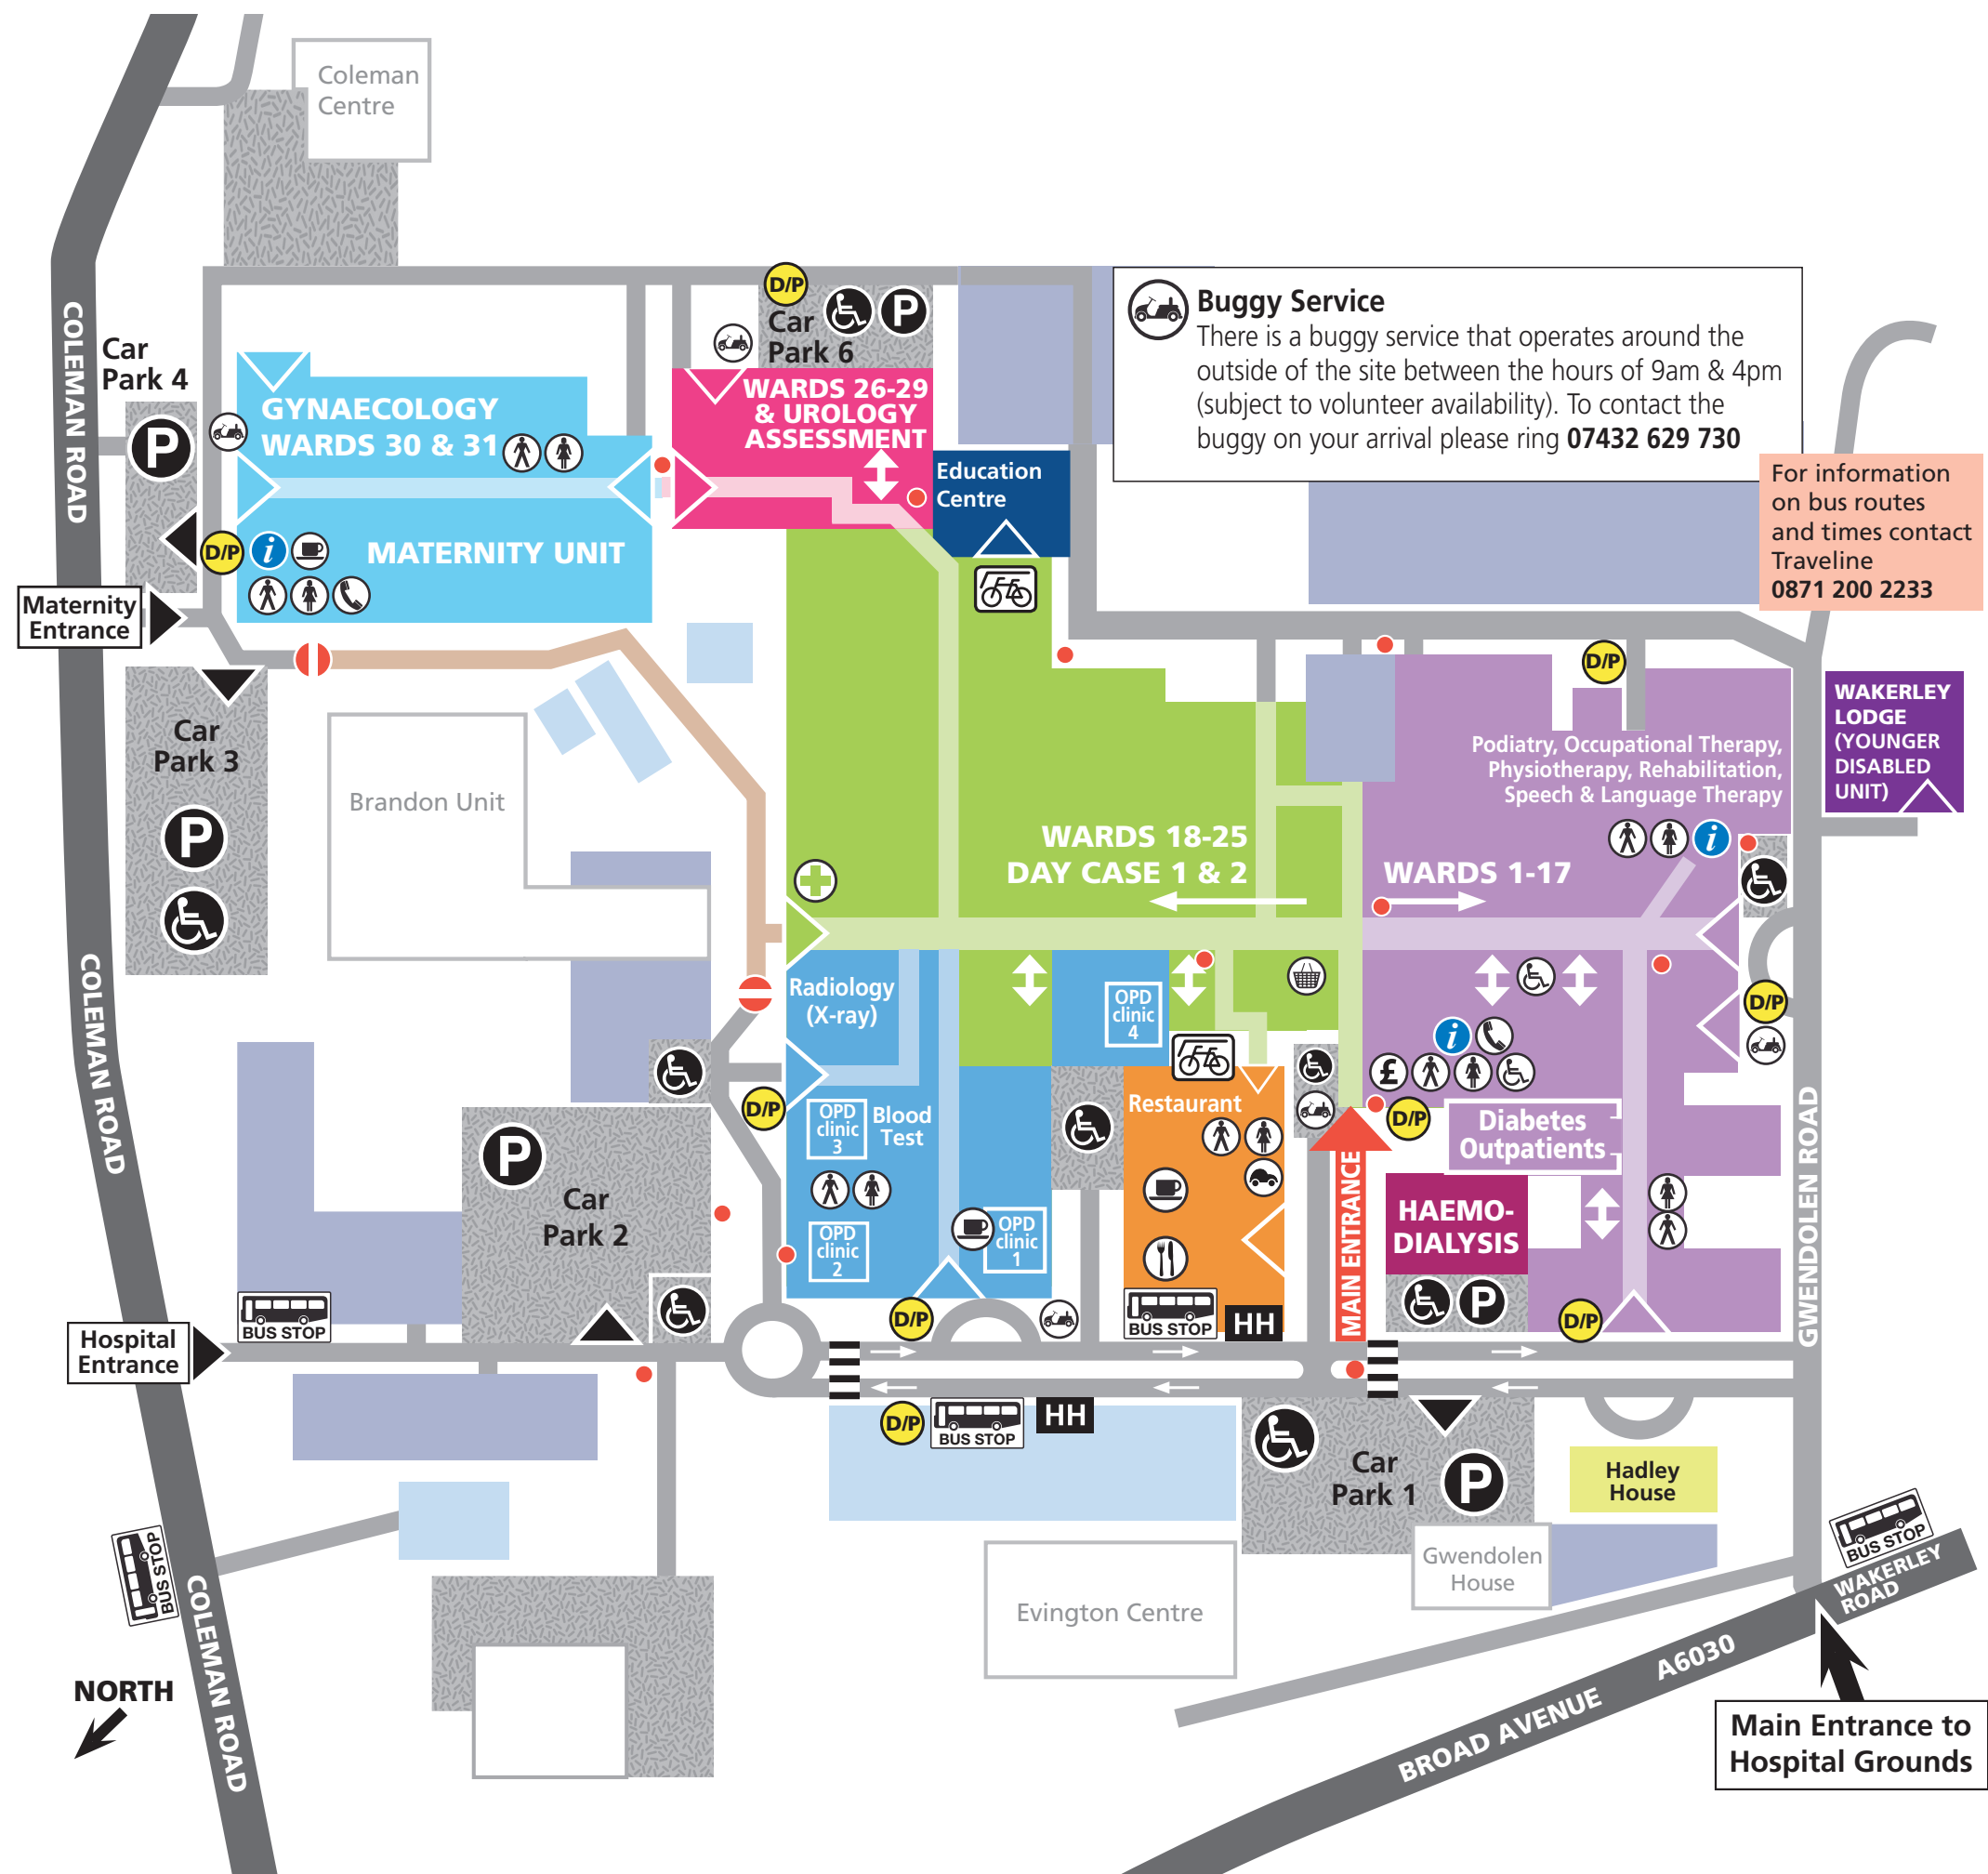 Coleman
Centre
COLEMAN ROAD
Car
Park 4
P
D/P
Car
Park 6
P
Buggy Service
There is a buggy service that operates around the
outside of the site between the hours of 9am & 4pm
(subject to volunteer availability). To contact the
buggy on your arrival please ring 07432 629 730
For information
on bus routes
and times contact
Traveline
0871 200 2233
GYNAECOLOGY
WARDS 30 & 31
WARDS 26-29
& UROLOGY
ASSESSMENT
Education
Centre
D/P
i
MATERNITY UNIT
Maternity
Entrance
Car
Park 3
P
Brandon Unit
D/P
Podiatry, Occupational Therapy,
Physiotherapy, Rehabilitation,
Speech & Language Therapy
i
WAKERLEY
LODGE
(YOUNGER
DISABLED
UNIT)
WARDS 18-25
DAY CASE 1 & 2
WARDS 1-17
COLEMAN ROAD
Radiology
(X-ray)
OPD
clinic
4
D/P
i
£
D/P
OPD
clinic
3
Blood
Test
Restaurant
D/P
Diabetes
Outpatients
P
Car
Park 2
OPD
clinic
2
OPD
clinic
1
MAIN ENTRANCE
HAEMO-
DIALYSIS
P
GWENDOLEN ROAD
BUS STOP
D/P
BUS STOP
HH
D/P
Hospital
Entrance
D/P
BUS STOP
HH
Car
Park 1
P
Hadley
House
Gwendolen
House
Evington Centre
BUS STOP
COLEMAN ROAD
BUS STOP
WAKERLEY
ROAD
BROAD AVENUE A6030
NORTH
Main Entrance to
Hospital Grounds